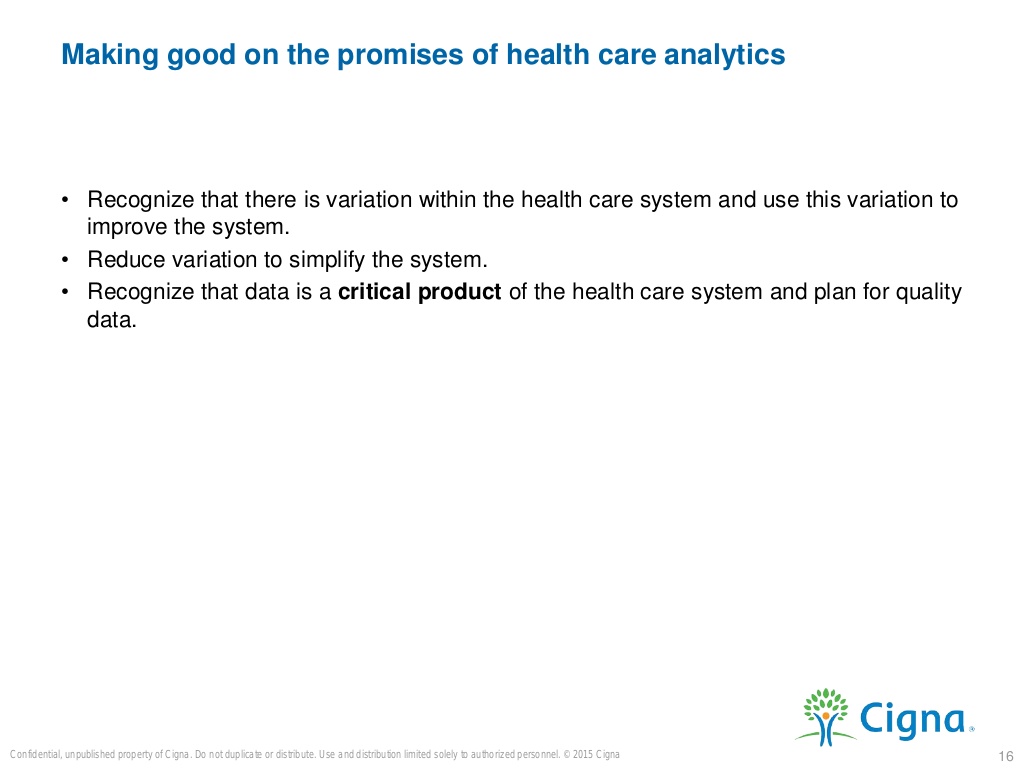 Making good on the promises of health care analytics
• Recognize that there is variation within the health care system and use this variation to
improve the system.
• Reduce variation to simplify the system.
• Recognize that data is a critical product of the health care system and plan for quality
data.
Cigna®
Confidential, unpublished property of Cigna. Do not duplicate or distribute. Use and distribution limited solely to authorized personnel. © 2015 Cigna
16